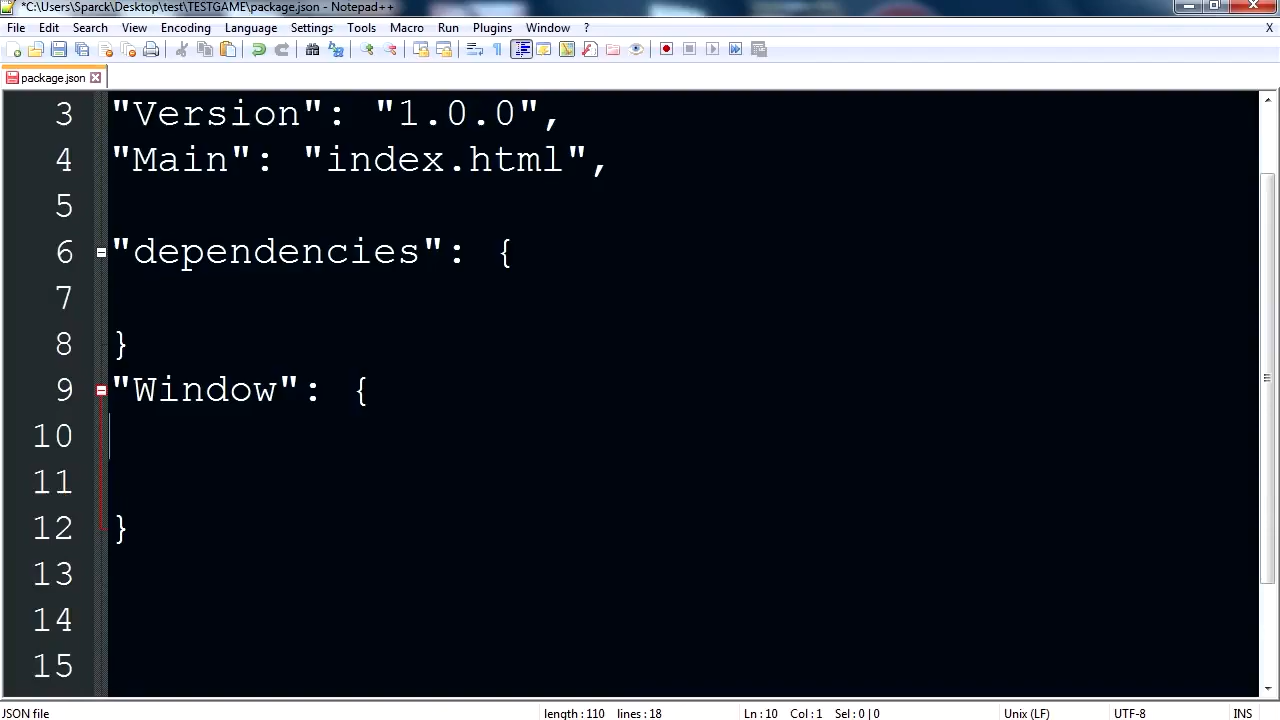 *C:\Users\Sparck\Desktop\test\TESTGAME\package.json - Notepad++
File Edit Search View Encoding Language Settings Tools Macro Run Plugins Window ? X
package.json
3 "Version": "1.0.0",
4 "Main": "index.html",
5
6 "dependencies": {
7
8 }
9 "Window": {
10
11
12 }
13
14
15
JSON file length : 110 lines : 18 Ln : 10 Col : 1 Sel : 0 | 0 Unix (LF) UTF-8 INS